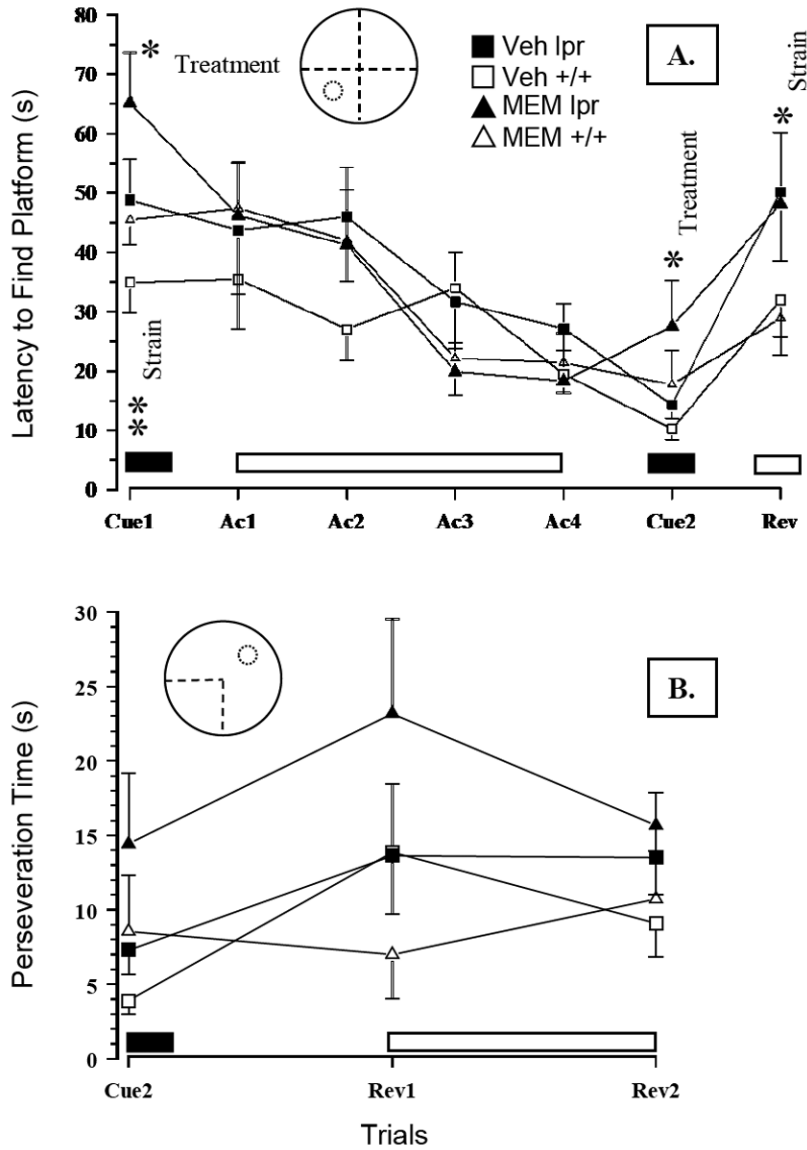 Latency to Find Platform (s)
80
70
60
50
40
30
20
10
0
* Treatment
Veh lpr
Veh +/+
MEM lpr
MEM +/+
A.
Strain
**
Treatment
*
Strain
*
Cue1 Ac1 Ac2 Ac3 Ac4 Cue2 Rev
Perseveration Time (s)
30
25
20
15
10
5
0
B.
Cue2 Rev1 Rev2
Trials